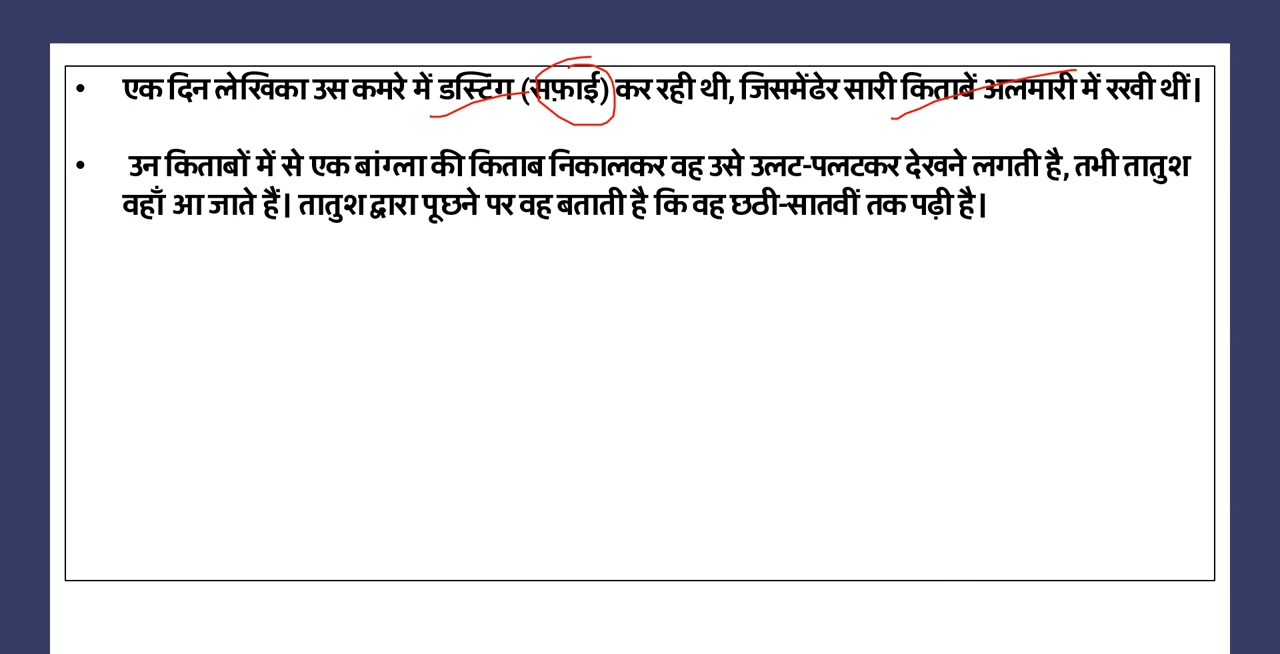 • एक दिन लेखिका उस कमरे में डस्टिंग (सफ़ाई) कर रही थी, जिसमेंढेर सारी किताबें अलमारी में रखी थीं।
• उन किताबों में से एक बांग्ला की किताब निकालकर वह उसे उलट-पलटकर देखने लगती है, तभी तातुश
वहाँ आ जाते हैं। तातुश द्वारा पूछने पर वह बताती है कि वह छठी-सातवीं तक पढ़ी है।